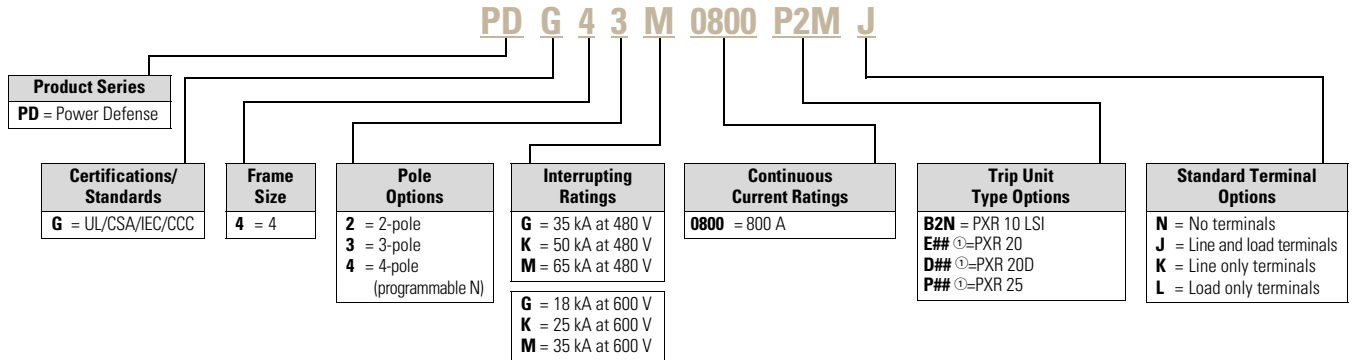 PD G 4 3 M 0800 P2M J
Product Series
PD = Power Defense
Certifications/
Standards
G = UL/CSA/IEC/CCC
Frame
Size
4 = 4
Pole
Options
2 = 2-pole
3 = 3-pole
4 = 4-pole
(programmable N)
Interrupting
Ratings
G = 35 kA at 480 V
K = 50 kA at 480 V
M = 65 kA at 480 V
G = 18 kA at 600 V
K = 25 kA at 600 V
M = 35 kA at 600 V
Continuous
Current Ratings
0800 = 800 A
Trip Unit
Type Options
B2N = PXR 10 LSI
E## ①=PXR 20
D## ①=PXR 20D
P## ①=PXR 25
Standard Terminal
Options
N = No terminals
J = Line and load terminals
K = Line only terminals
L = Load only terminals